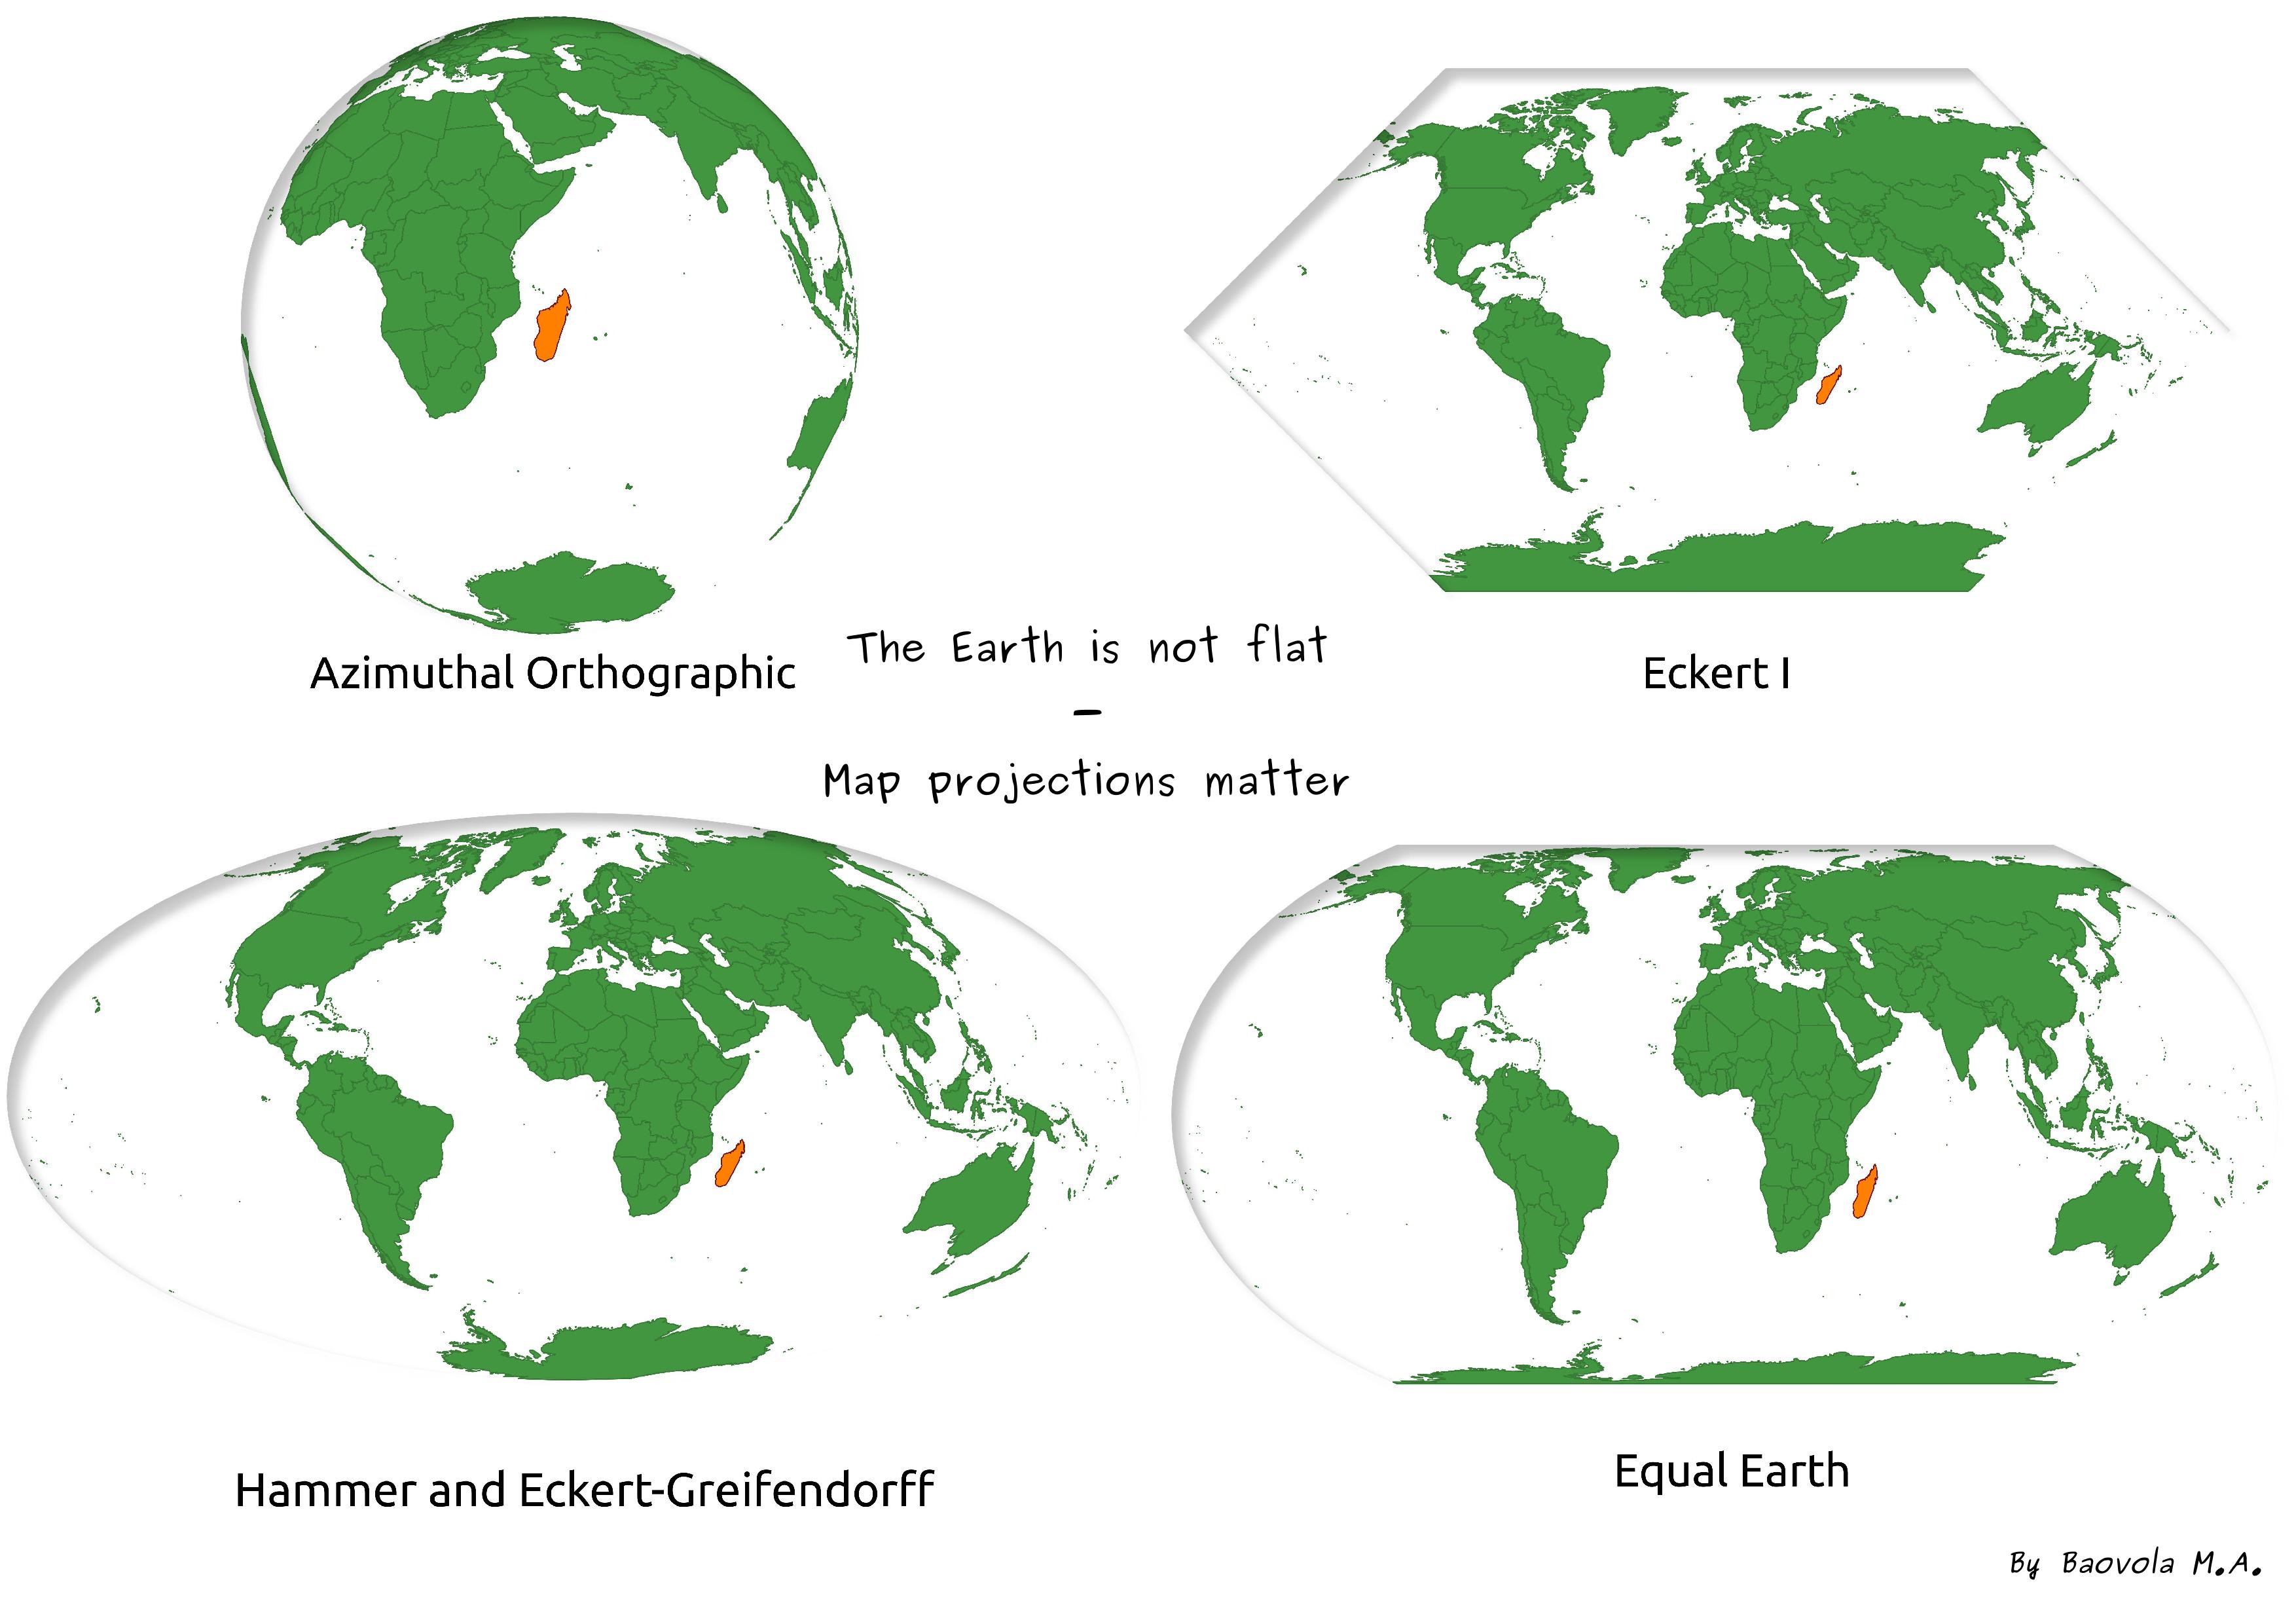 Azimuthal Orthographic
Eckert I
The Earth is not flat
-
Map projections matter
Hammer and Eckert-Greifendorff
Equal Earth
By Baovola M.A.